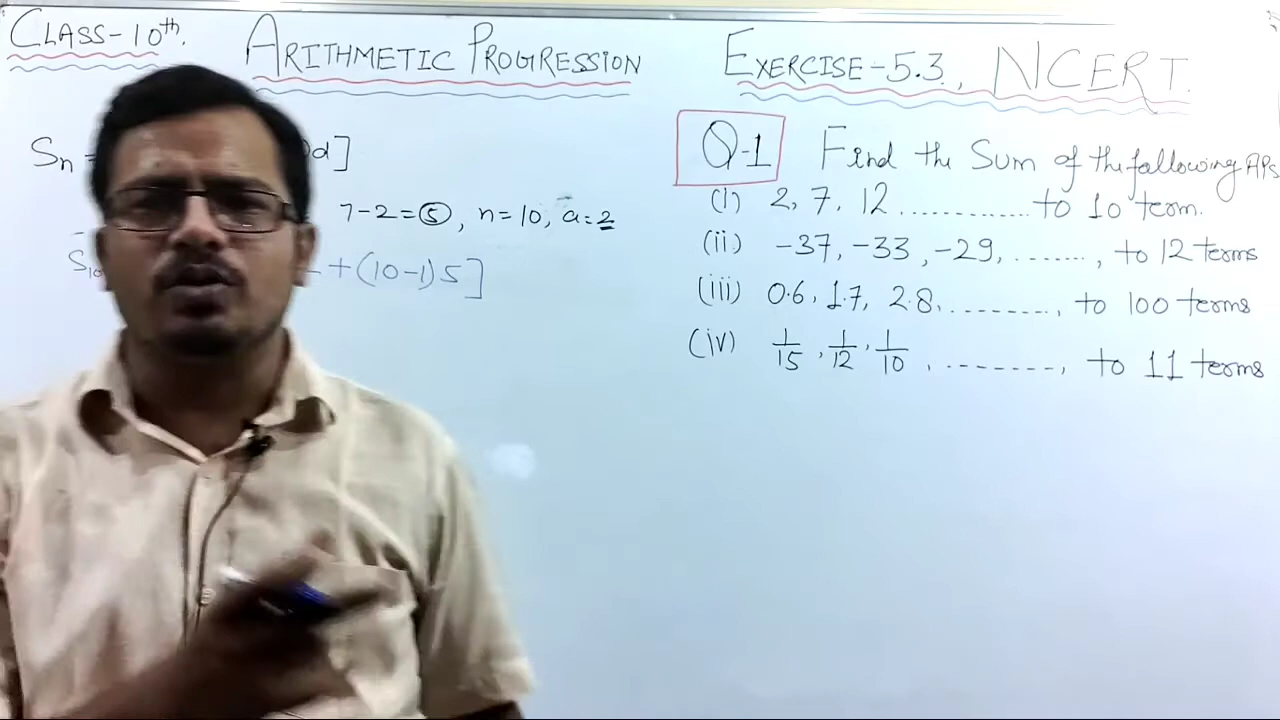 CLASS-10th. ARITHMETIC PROGRESSION EXERCISE-5.3, NCERT
Sn = d]
7-2=5, n=10, a=2
S10 +(10-1)5]
Q-1 Find the Sum of the following APs
(i) 2, 7, 12 ............. to 10 term.
(ii) -37, -33, -29, ........, to 12 terms
(iii) 0.6, 1.7, 2.8, .........., to 100 terms
(iv) 1/15, 1/12, 1/10, ........., to 11 terms